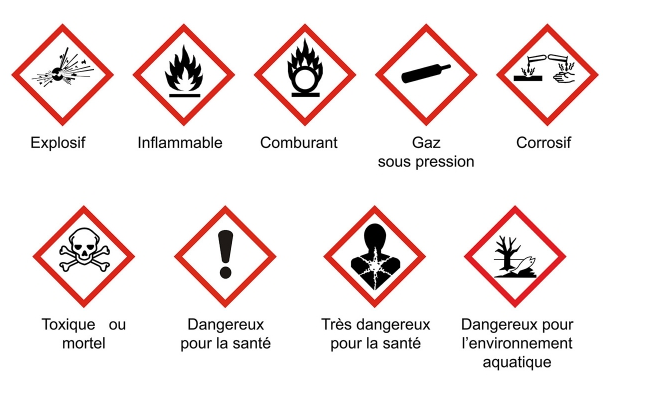 Explosif
Inflammable
Comburant
Gaz
sous pression
Corrosif
Toxique ou
mortel
Dangereux
pour la santé
Très dangereux
pour la santé
Dangereux pour
l’environnement
aquatique